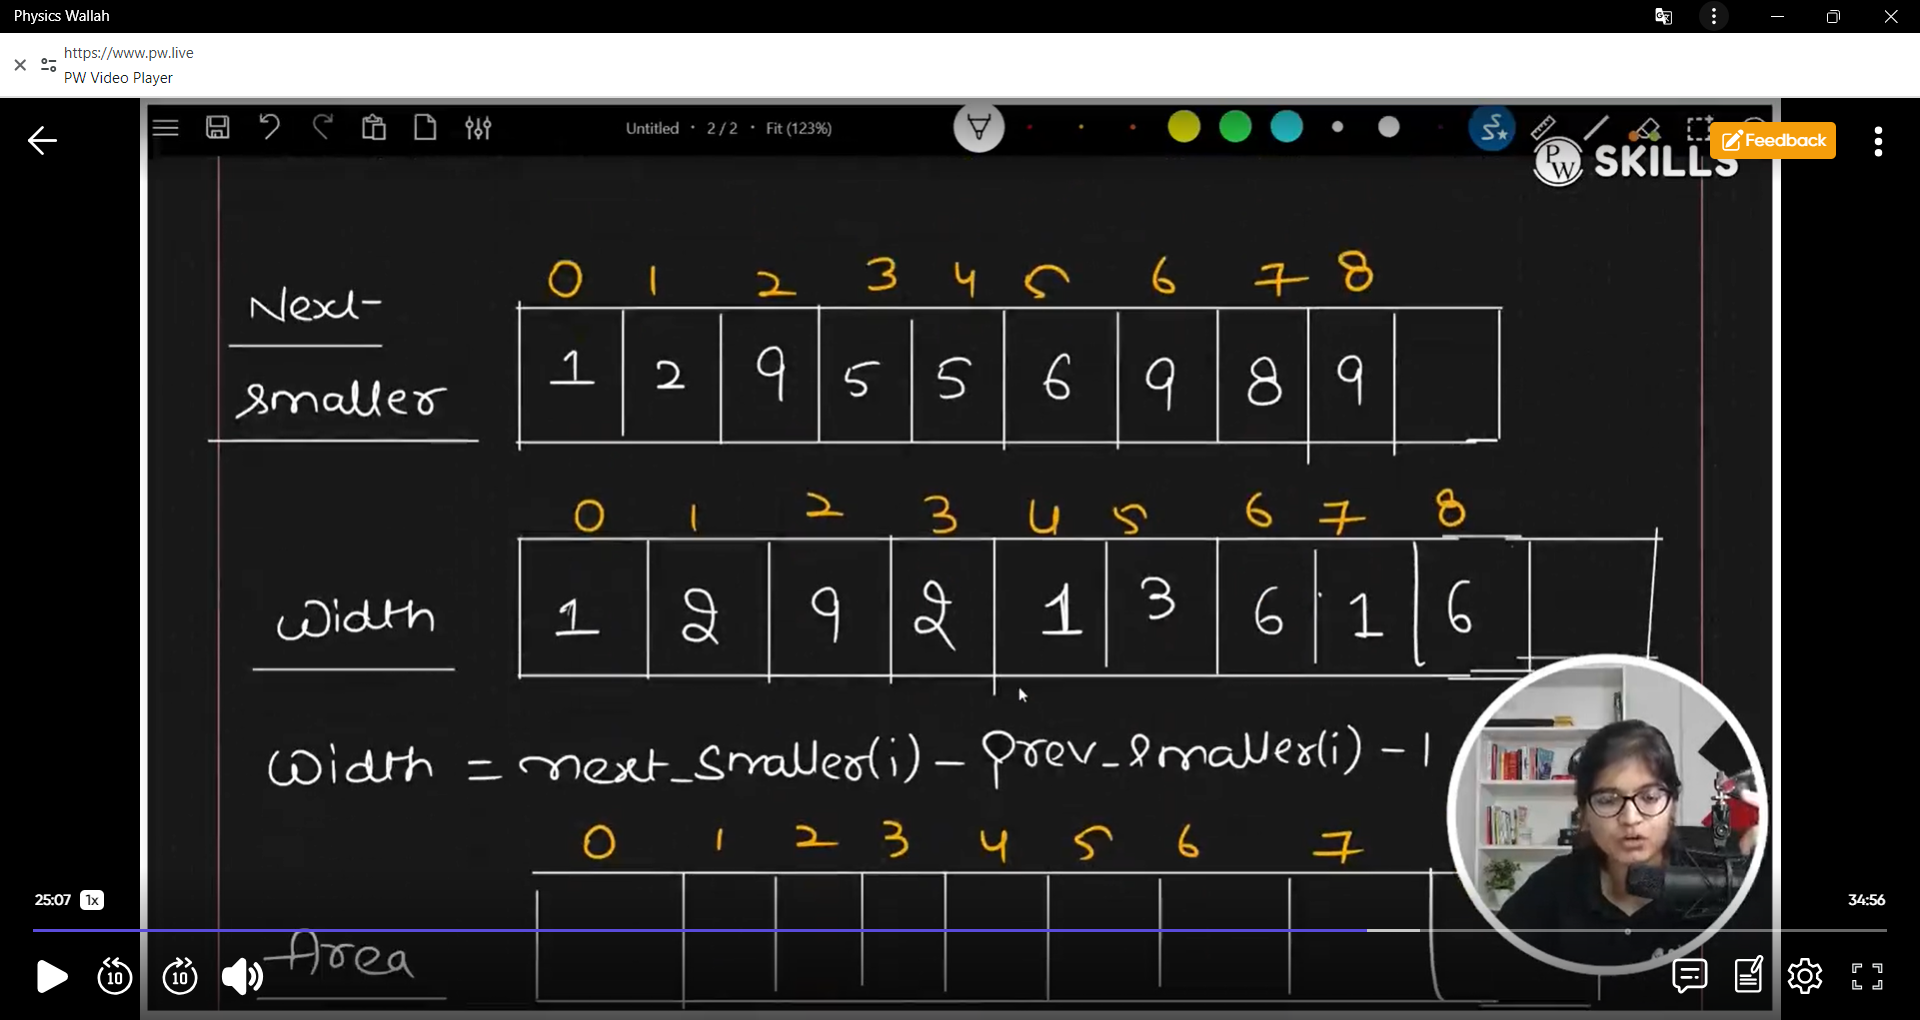 Physics Wallah
https://www.pw.live
PW Video Player
Untitled • 2 / 2 • Fit (123%)
Feedback
PW SKILLS
0 1 2 3 4 5 6 7 8
Next-
smaller
1 2 9 5 5 6 9 8 9
0 1 2 3 4 5 6 7 8
Width
1 2 9 2 1 3 6 1 6
Width = next_smaller(i) - prev_smaller(i) - 1
0 1 2 3 4 5 6 7
25:07 1x
34:56
Area
10 10